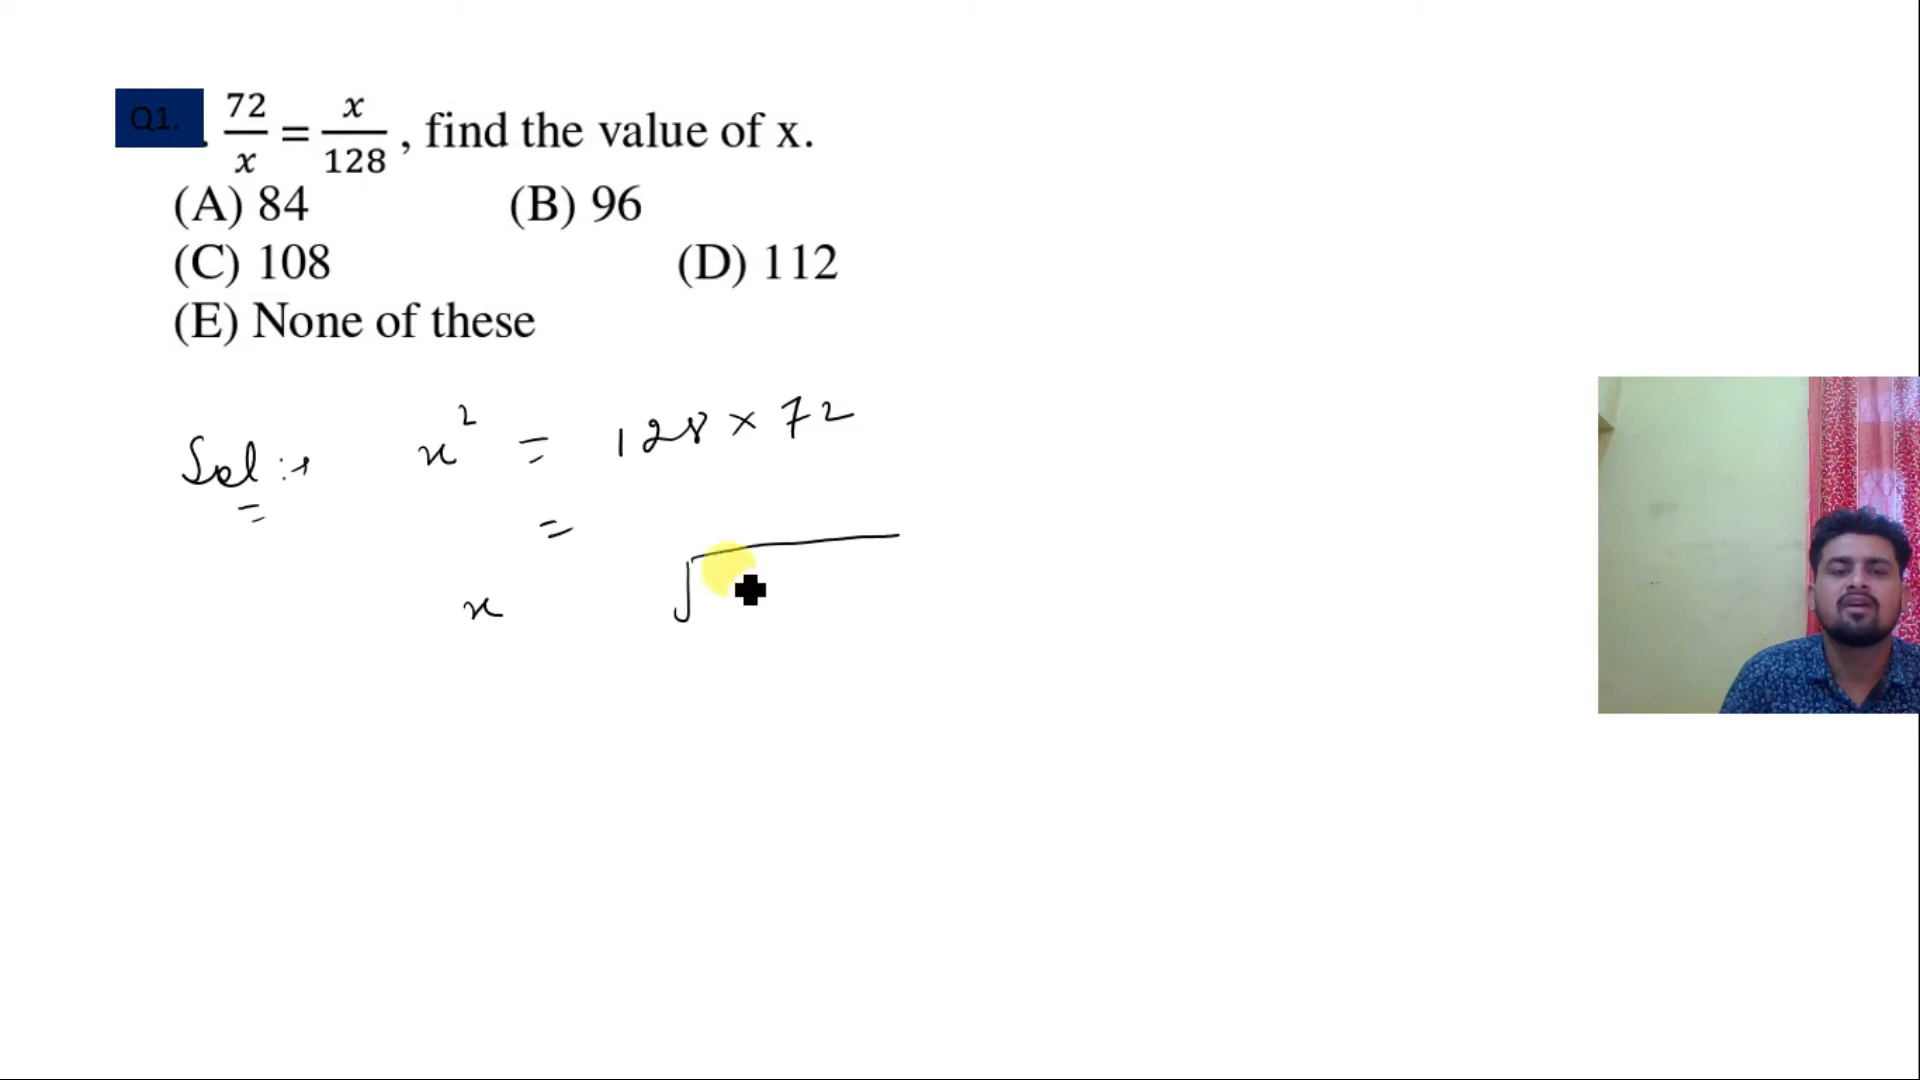 Q1. 72/x = x/128 , find the value of x.
(A) 84 (B) 96
(C) 108 (D) 112
(E) None of these
Sol :→ x² = 128 × 72
=
x √